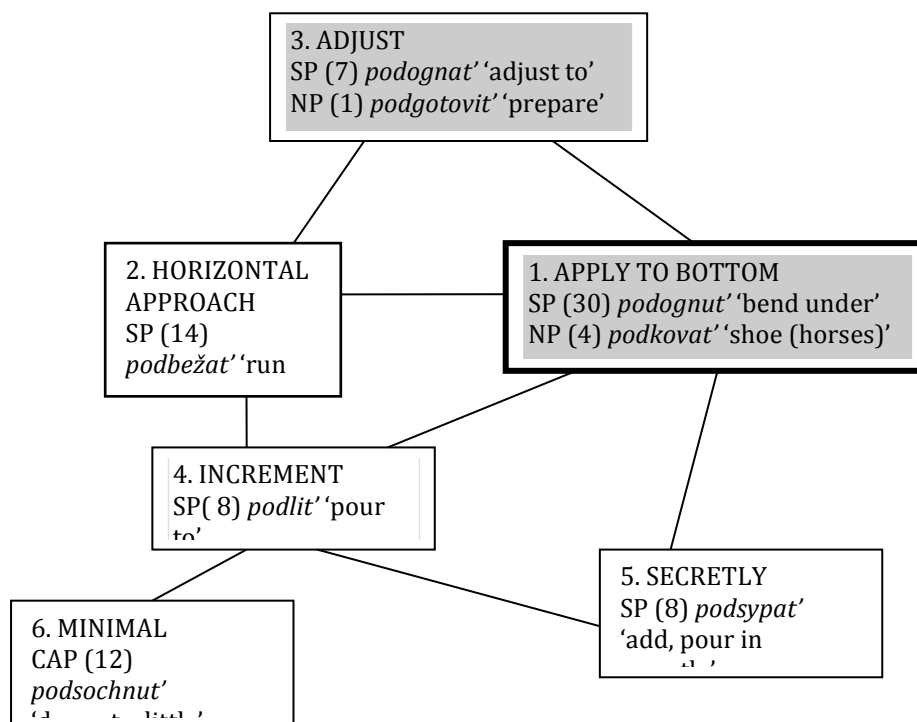 3. ADJUST
SP (7) podognat’ ‘adjust to’
NP (1) podgotovit’ ‘prepare’
2. HORIZONTAL
APPROACH
SP (14)
podbežat’ ‘run
1. APPLY TO BOTTOM
SP (30) podognut’ ‘bend under’
NP (4) podkovat’ ‘shoe (horses)’
4. INCREMENT
SP( 8) podlit’ ‘pour
to’
5. SECRETLY
SP (8) podsypat’
‘add, pour in
6. MINIMAL
CAP (12)
podsochnut’